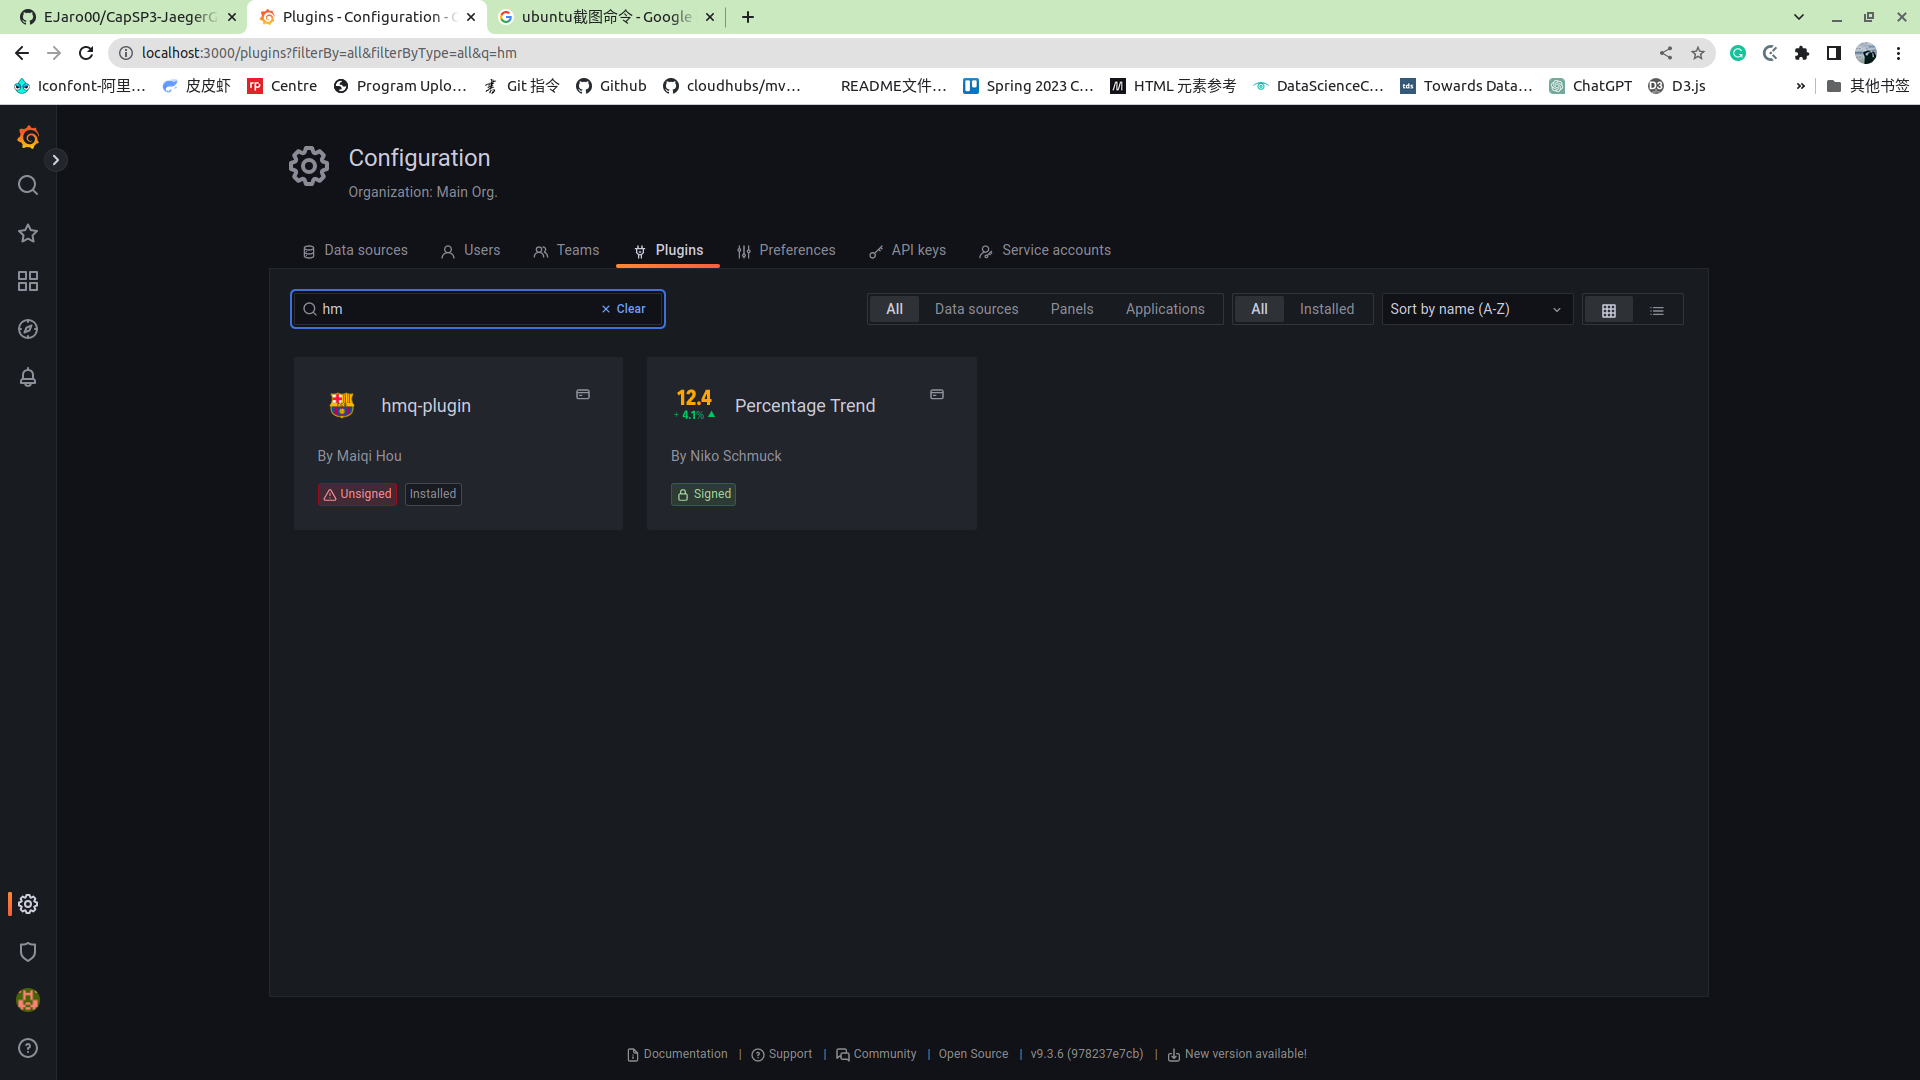 EJaro00/CapSP3-JaegerG
Plugins - Configuration - G
ubuntu截图命令 - Google
localhost:3000/plugins?filterBy=all&filterByType=all&q=hm
Iconfont-阿里... 皮皮虾 rp Centre Program Uplo... Git 指令 Github cloudhubs/mv... README文件... Spring 2023 C... HTML 元素参考 DataScienceC... tds Towards Data... ChatGPT D3 D3.js » 其他书签
Configuration
Organization: Main Org.
Data sources Users Teams Plugins Preferences API keys Service accounts
hm Clear All Data sources Panels Applications All Installed Sort by name (A-Z)
hmq-plugin
By Maiqi Hou
Unsigned Installed
12.4
+ 4.1%
Percentage Trend
By Niko Schmuck
Signed
Documentation | Support | Community | Open Source | v9.3.6 (978237e7cb) | New version available!